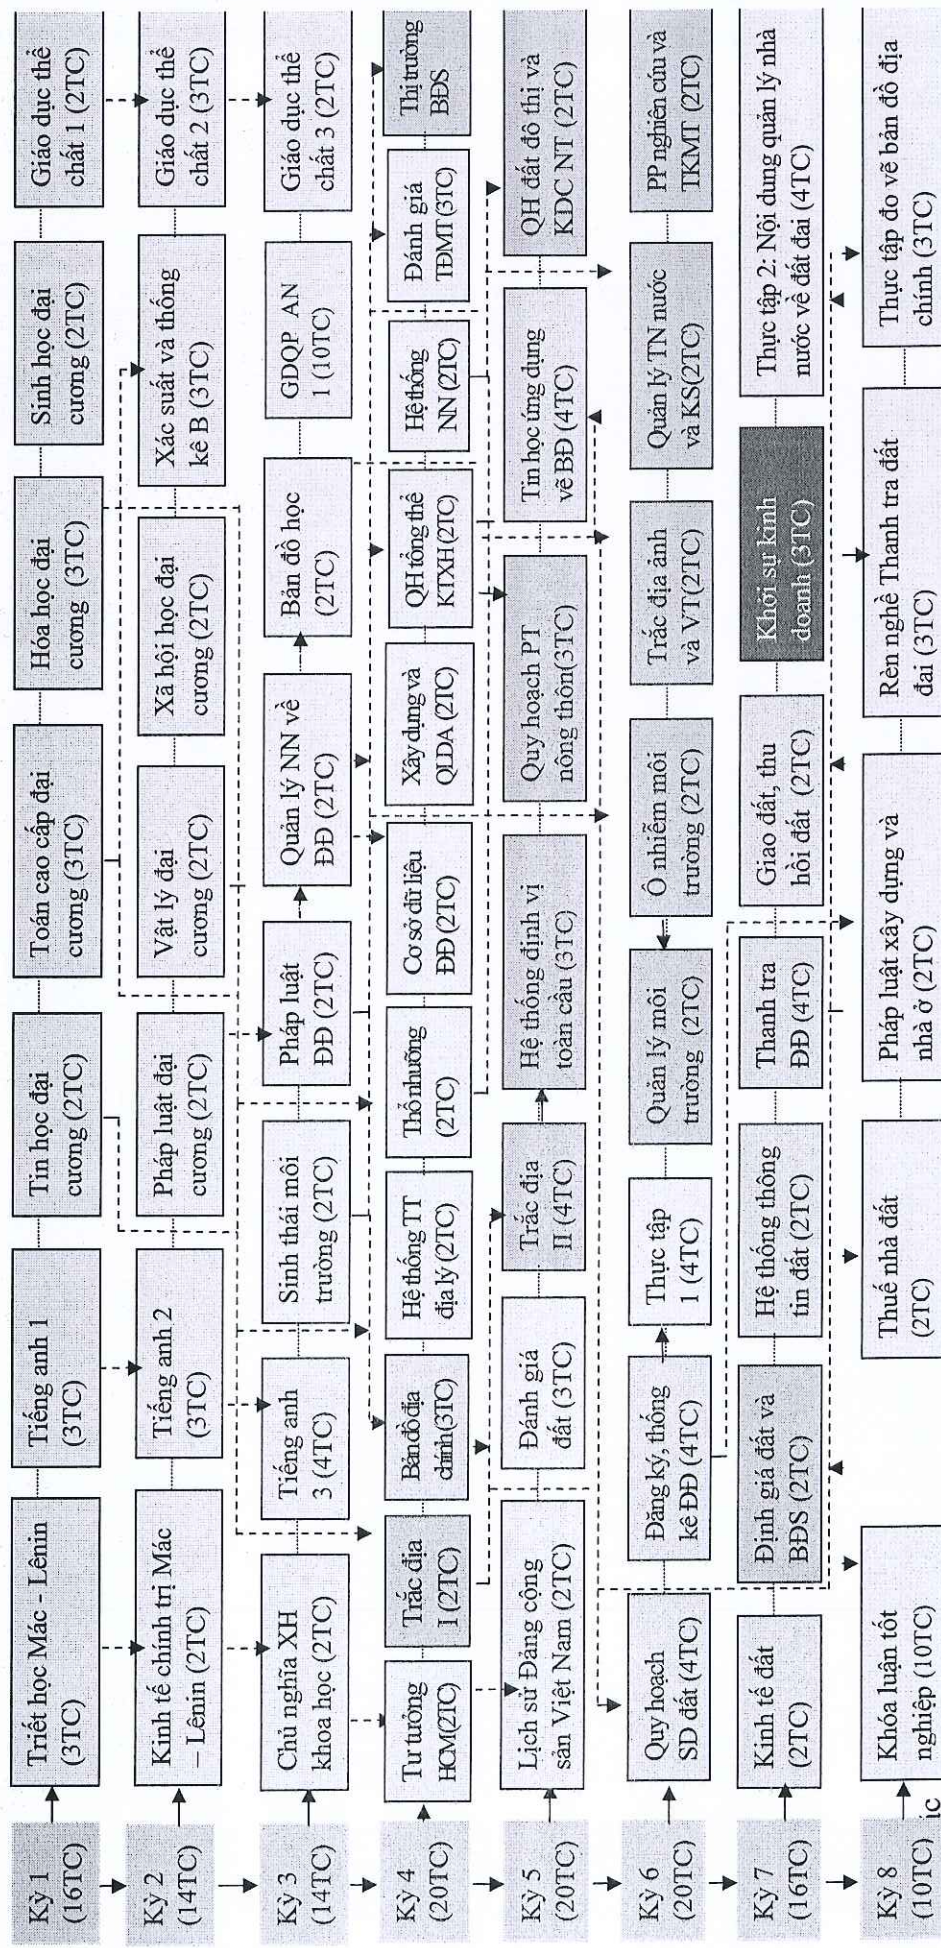 Kỳ 1
(16TC)
Triết học Mác - Lênin
(3TC)
Tiếng anh 1
(3TC)
Tin học đại
cương (2TC)
Toán cao cấp đại
cương (3TC)
Hóa học đại
cương (3TC)
Sinh học đại
cương (2TC)
Giáo dục thể
chất 1 (2TC)
Kỳ 2
(14TC)
Kinh tế chính trị Mác
– Lênin (2TC)
Tiếng anh 2
(3TC)
Pháp luật đại
cương (2TC)
Vật lý đại
cương (2TC)
Xã hội học đại
cương (2TC)
Xác suất và thống
kê B (3TC)
Giáo dục thể
chất 2 (3TC)
Kỳ 3
(14TC)
Chủ nghĩa XH
khoa học (2TC)
Tiếng anh
3 (4TC)
Sinh thái môi
trường (2TC)
Pháp luật
ĐĐ (2TC)
Quản lý NN về
ĐĐ (2TC)
Bản đồ học
(2TC)
GDQP AN
1 (10TC)
Giáo dục thể
chất 3 (2TC)
Kỳ 4
(20TC)
Tư tưởng
HCM(2TC)
Trắc địa
I (2TC)
Bản đồ địa
chính(3TC)
Hệ thống TT
địa lý (2TC)
Thổ nhưỡng
(2TC)
Cơ sở dữ liệu
ĐĐ (2TC)
Xây dựng và
QLDA (2TC)
QH tổng thể
KTXH (2TC)
Hệ thống
NN (2TC)
Đánh giá
TĐMT(3TC)
Thị trường
BĐS
Kỳ 5
(20TC)
Lịch sử Đảng cộng
sản Việt Nam (2TC)
Đánh giá
đất (3TC)
Trắc địa
II (4TC)
Hệ thống định vị
toàn cầu (3TC)
Quy hoạch PT
nông thôn(3TC)
Tin học ứng dụng
vẽ BĐ (4TC)
QH đất đô thị và
KDC NT (2TC)
Kỳ 6
(20TC)
Quy hoạch
SD đất (4TC)
Đăng ký, thống
kê ĐĐ (4TC)
Thực tập
1 (4TC)
Quản lý môi
trường (2TC)
Ô nhiễm môi
trường (2TC)
Trắc địa ảnh
và VT(2TC)
Quản lý TN nước
và KS(2TC)
PP nghiên cứu và
TKMT (2TC)
Kỳ 7
(16TC)
Kinh tế đất
(2TC)
Định giá đất và
BĐS (2TC)
Hệ thống thông
tin đất (2TC)
Thanh tra
ĐĐ (4TC)
Giao đất, thu
hồi đất (2TC)
Khởi sự kinh
doanh (3TC)
Thực tập 2: Nội dung quản lý nhà
nước về đất đai (4TC)
Kỳ 8
(10TC)
Khóa luận tốt
nghiệp (10TC)
Thuế nhà đất
(2TC)
Pháp luật xây dựng và
nhà ở (2TC)
Rèn nghề Thanh tra đất
đai (3TC)
Thực tập đo vẽ bản đồ địa
chính (3TC)
íc